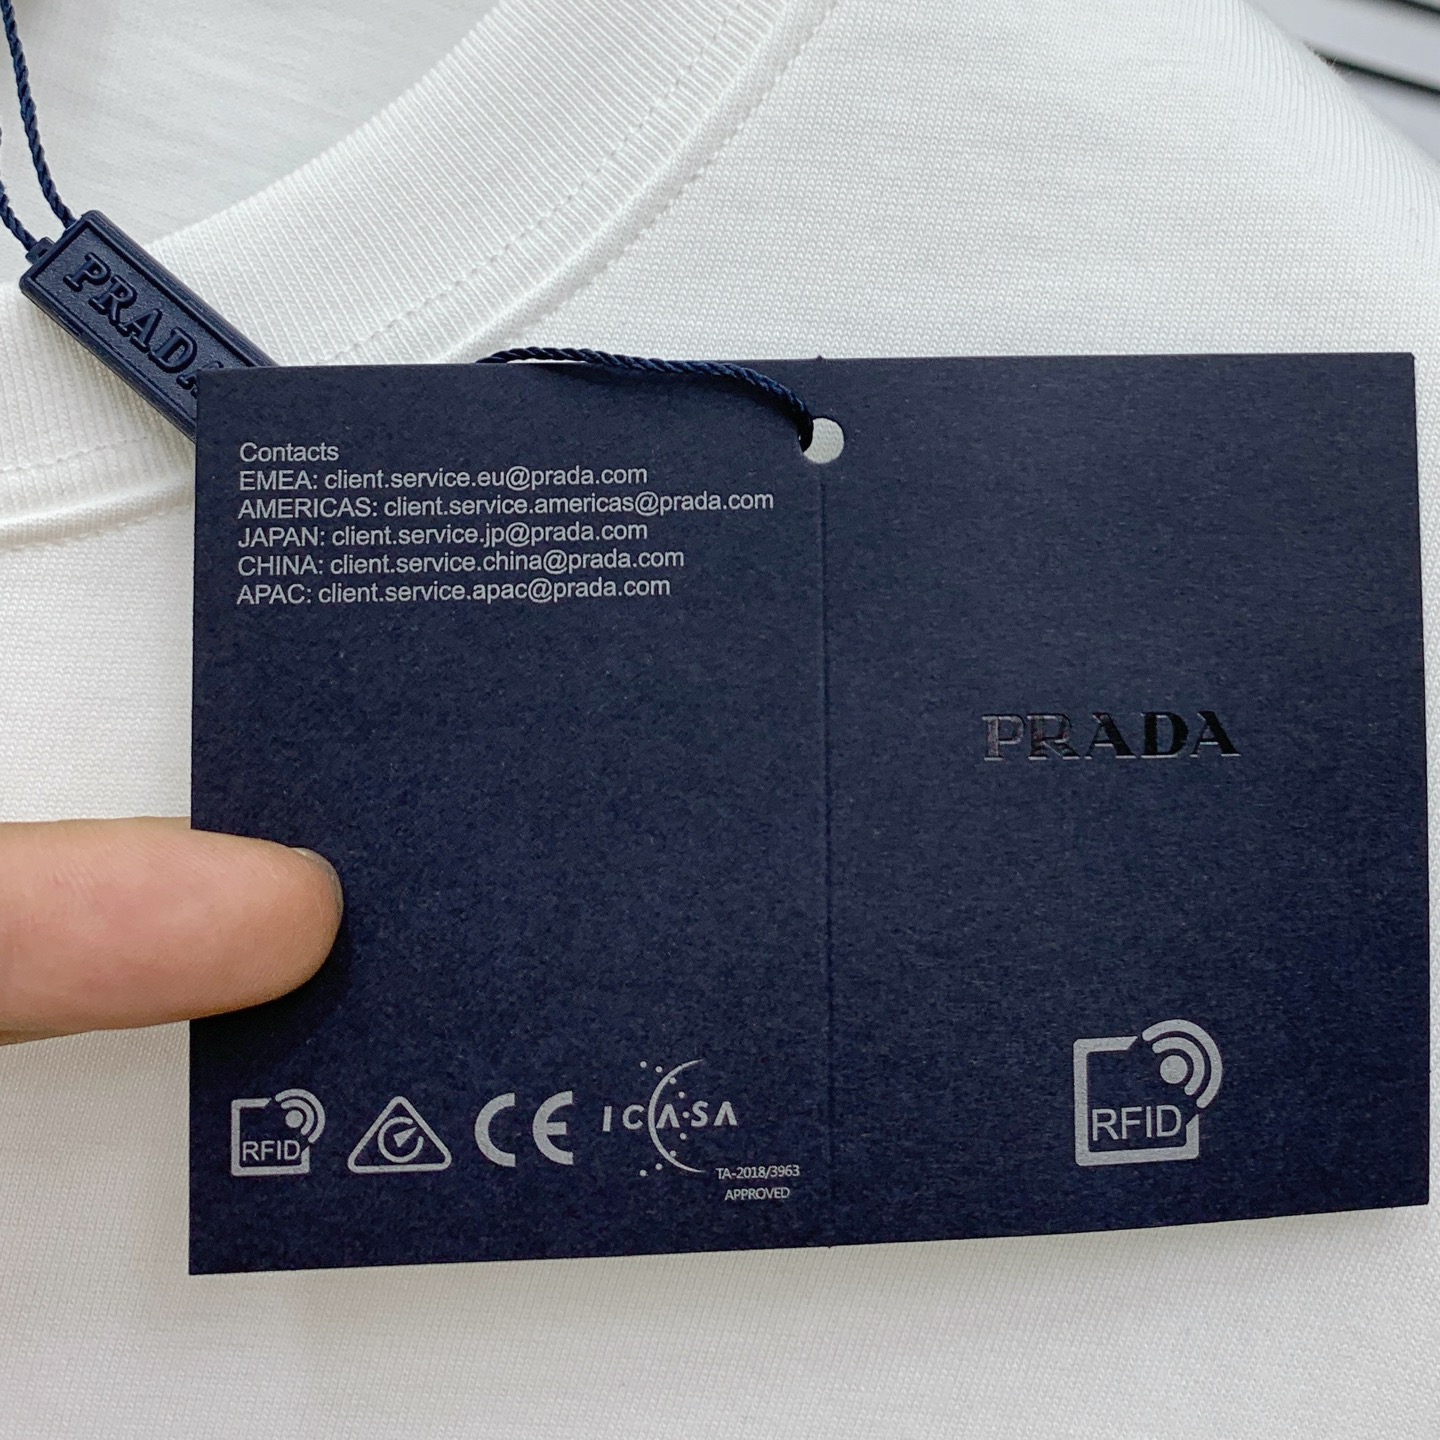 PRADA
Contacts
EMEA: client.service.eu@prada.com
AMERICAS: client.service.americas@prada.com
JAPAN: client.service.jp@prada.com
CHINA: client.service.china@prada.com
APAC: client.service.apac@prada.com
RFID
CE
ICASA
TA-2018/3963
APPROVED
PRADA
RFID